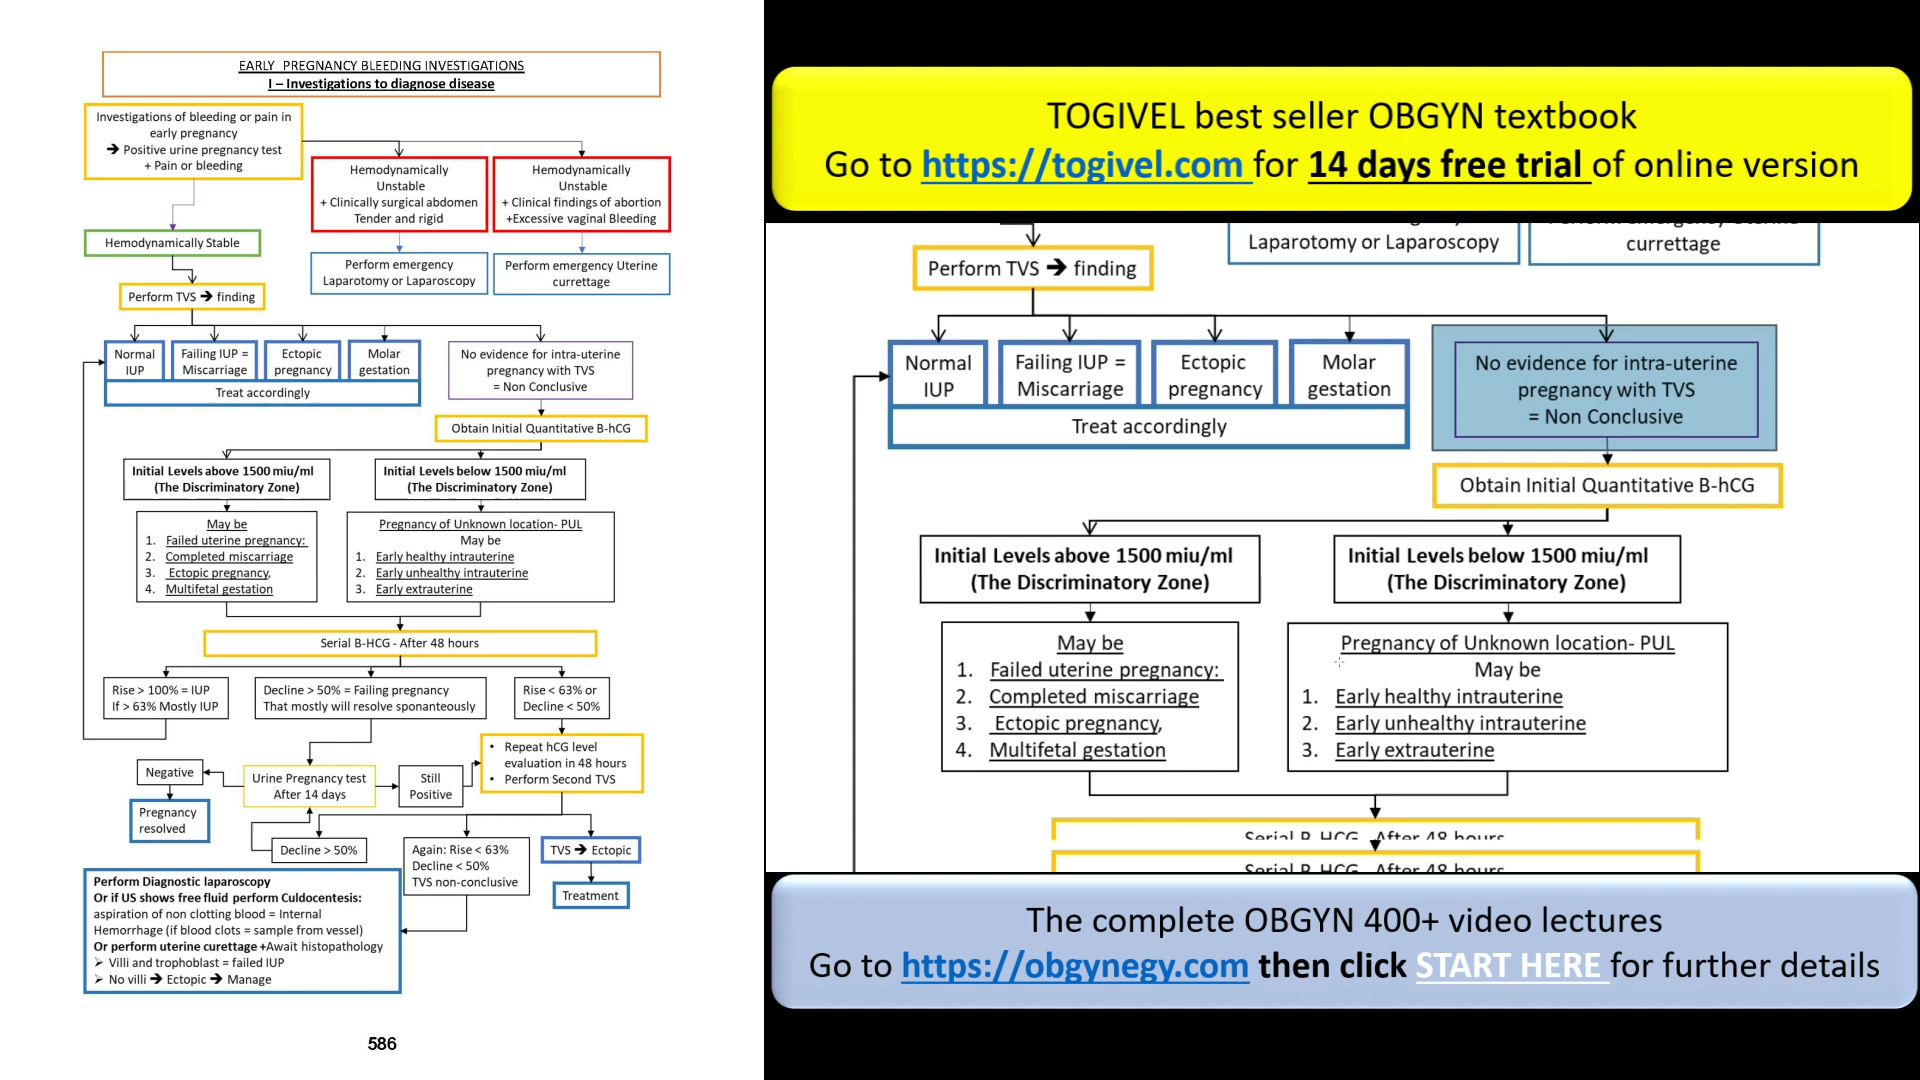 EARLY PREGNANCY BLEEDING INVESTIGATIONS
I – Investigations to diagnose disease
Investigations of bleeding or pain in
early pregnancy
➔ Positive urine pregnancy test
+ Pain or bleeding
Hemodynamically
Unstable
+ Clinically surgical abdomen
Tender and rigid
Hemodynamically
Unstable
+ Clinical findings of abortion
+Excessive vaginal Bleeding
Hemodynamically Stable
Perform emergency
Laparotomy or Laparoscopy
Perform emergency Uterine
currettage
Perform TVS ➔ finding
Normal
IUP
Failing IUP =
Miscarriage
Ectopic
pregnancy
Molar
gestation
Treat accordingly
No evidence for intra-uterine
pregnancy with TVS
= Non Conclusive
Obtain Initial Quantitative B-hCG
Initial Levels above 1500 miu/ml
(The Discriminatory Zone)
Initial Levels below 1500 miu/ml
(The Discriminatory Zone)
May be
1. Failed uterine pregnancy:
2. Completed miscarriage
3. Ectopic pregnancy,
4. Multifetal gestation
Pregnancy of Unknown location- PUL
May be
1. Early healthy intrauterine
2. Early unhealthy intrauterine
3. Early extrauterine
Serial B-HCG - After 48 hours
Rise > 100% = IUP
If > 63% Mostly IUP
Decline > 50% = Failing pregnancy
That mostly will resolve sponanteously
Rise < 63% or
Decline < 50%
• Repeat hCG level
evaluation in 48 hours
• Perform Second TVS
Negative
Urine Pregnancy test
After 14 days
Still
Positive
Pregnancy
resolved
Decline > 50%
Again: Rise < 63%
Decline < 50%
TVS non-conclusive
TVS ➔ Ectopic
Treatment
Perform Diagnostic laparoscopy
Or if US shows free fluid perform Culdocentesis:
aspiration of non clotting blood = Internal
Hemorrhage (if blood clots = sample from vessel)
Or perform uterine curettage +Await histopathology
➢ Villi and trophoblast = failed IUP
➢ No villi ➔ Ectopic ➔ Manage
586
TOGIVEL best seller OBGYN textbook
Go to https://togivel.com for 14 days free trial of online version
Laparotomy or Laparoscopy
currettage
Perform TVS ➔ finding
Normal
IUP
Failing IUP =
Miscarriage
Ectopic
pregnancy
Molar
gestation
Treat accordingly
No evidence for intra-uterine
pregnancy with TVS
= Non Conclusive
Obtain Initial Quantitative B-hCG
Initial Levels above 1500 miu/ml
(The Discriminatory Zone)
Initial Levels below 1500 miu/ml
(The Discriminatory Zone)
May be
1. Failed uterine pregnancy:
2. Completed miscarriage
3. Ectopic pregnancy,
4. Multifetal gestation
Pregnancy of Unknown location- PUL
May be
1. Early healthy intrauterine
2. Early unhealthy intrauterine
3. Early extrauterine
Serial B-HCG - After 48 hours
Serial B-HCG - After 48 hours
The complete OBGYN 400+ video lectures
Go to https://obgynegy.com then click START HERE for further details